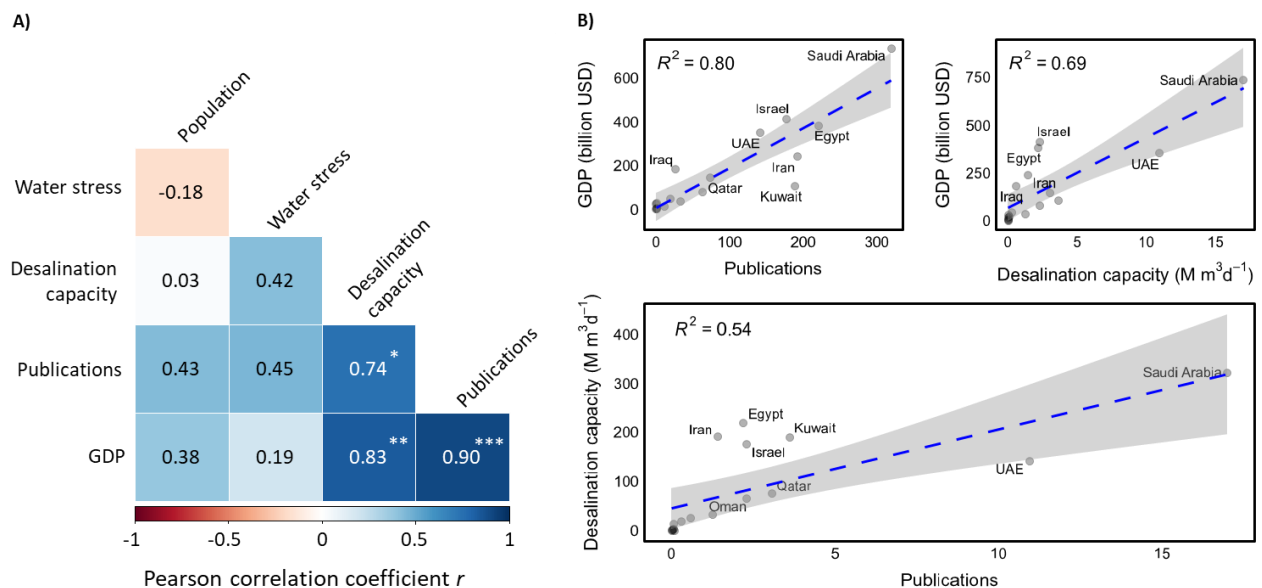 A)
Population
Water stress
-0.18
Water stress
Desalination
capacity
0.03
0.42
Desalination
capacity
Publications
0.43
0.45
0.74 *
Publications
GDP
0.38
0.19
0.83 **
0.90 ***
-1
-0.5
0
0.5
1
Pearson correlation coefficient r
B)
R² = 0.80
Saudi Arabia
Israel
UAE
Egypt
Iraq
Iran
Qatar
Kuwait
600
400
200
0
GDP (billion USD)
0
100
200
300
Publications
R² = 0.69
Saudi Arabia
Israel
Egypt
UAE
Iran
Iraq
750
500
250
0
GDP (billion USD)
0
5
10
15
Desalination capacity (M m³d⁻¹)
R² = 0.54
Saudi Arabia
Egypt
Iran
Kuwait
Israel
UAE
Qatar
Oman
400
300
200
100
0
Desalination capacity (M m³d⁻¹)
0
5
10
15
Publications